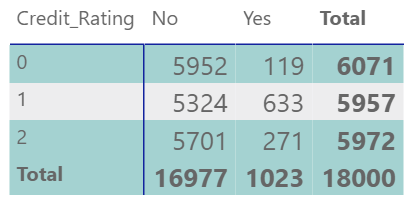 Credit_Rating No Yes Total
0 5952 119 6071
1 5324 633 5957
2 5701 271 5972
Total 16977 1023 18000